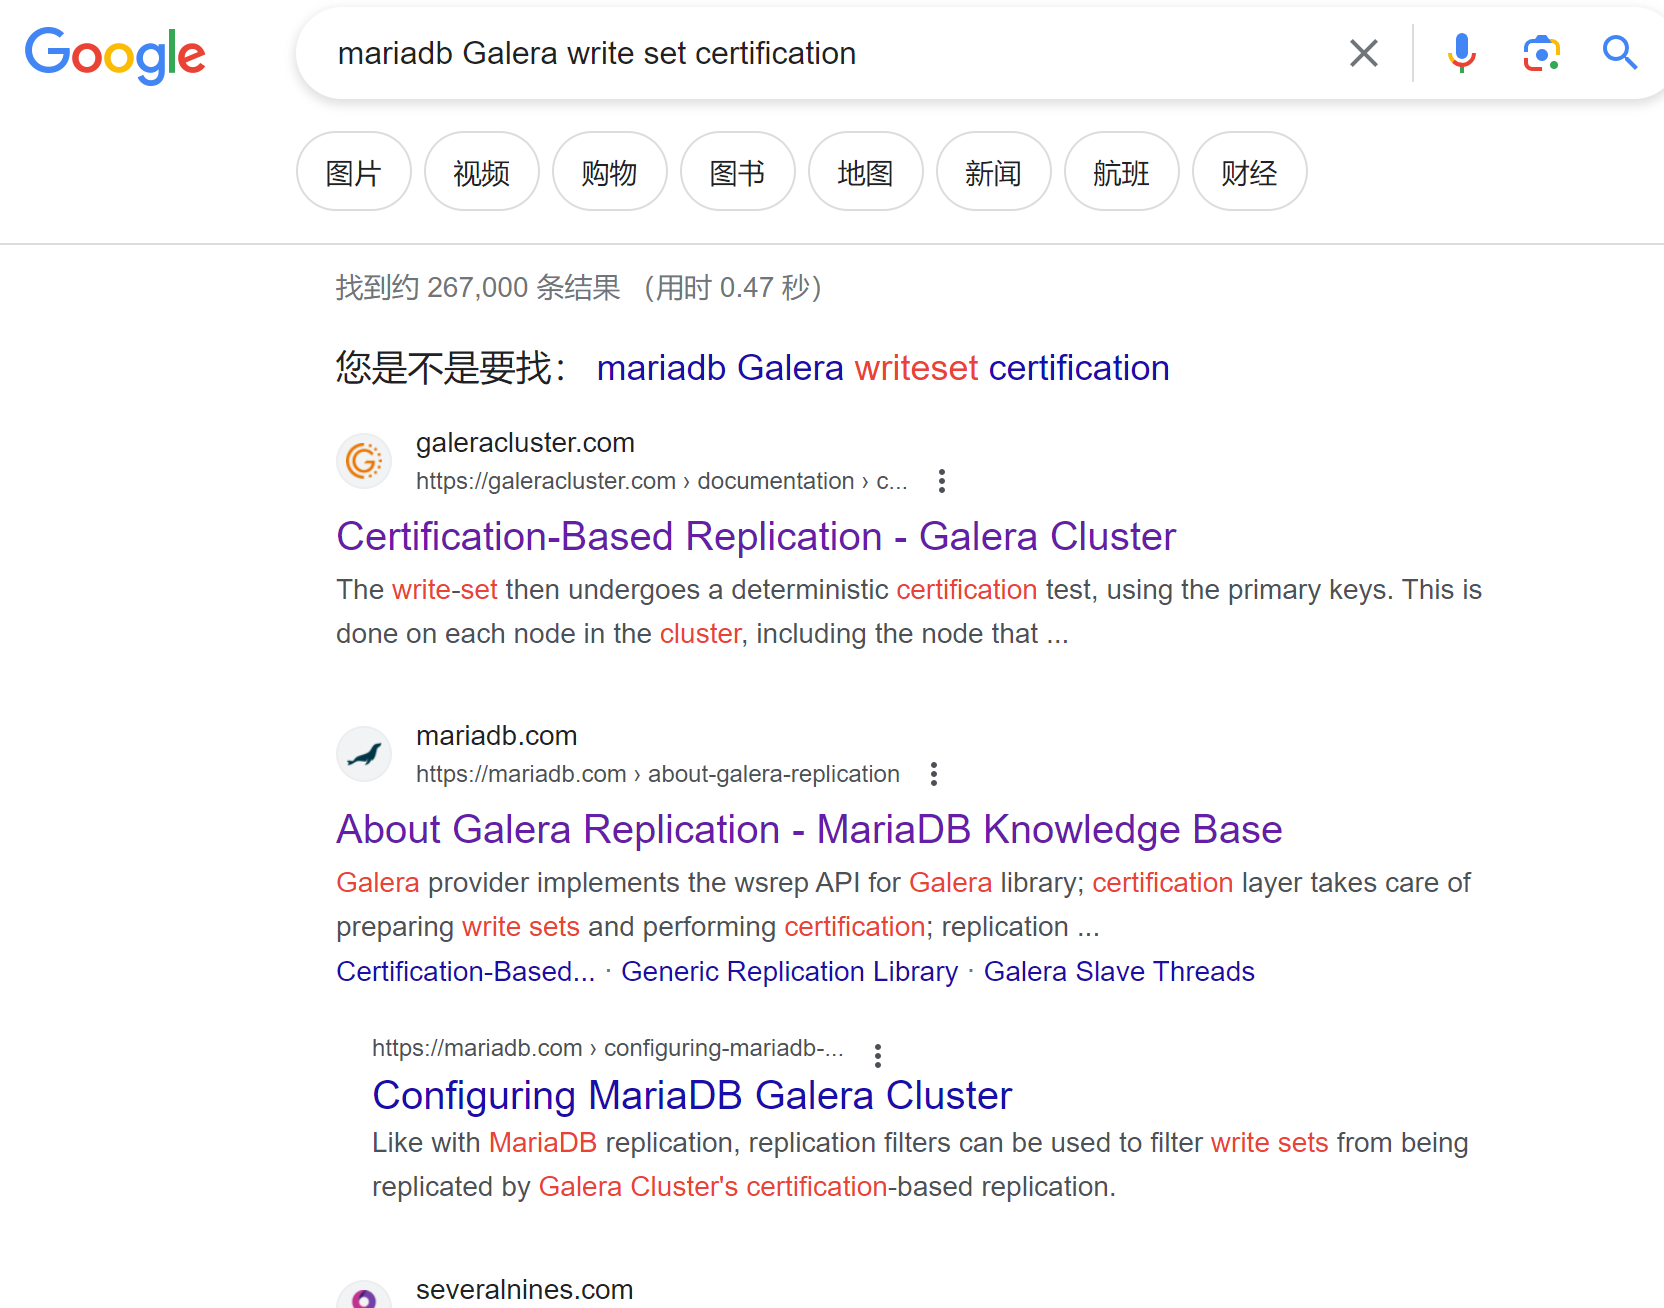 Google
mariadb Galera write set certification
图片 视频 购物 图书 地图 新闻 航班 财经
找到约 267,000 条结果 （用时 0.47 秒）
您是不是要找： mariadb Galera writeset certification
galeracluster.com
https://galeracluster.com › documentation › c...
Certification-Based Replication - Galera Cluster
The write-set then undergoes a deterministic certification test, using the primary keys. This is
done on each node in the cluster, including the node that ...
mariadb.com
https://mariadb.com › about-galera-replication
About Galera Replication - MariaDB Knowledge Base
Galera provider implements the wsrep API for Galera library; certification layer takes care of
preparing write sets and performing certification; replication ...
Certification-Based... · Generic Replication Library · Galera Slave Threads
https://mariadb.com › configuring-mariadb-...
Configuring MariaDB Galera Cluster
Like with MariaDB replication, replication filters can be used to filter write sets from being
replicated by Galera Cluster's certification-based replication.
severalnines.com